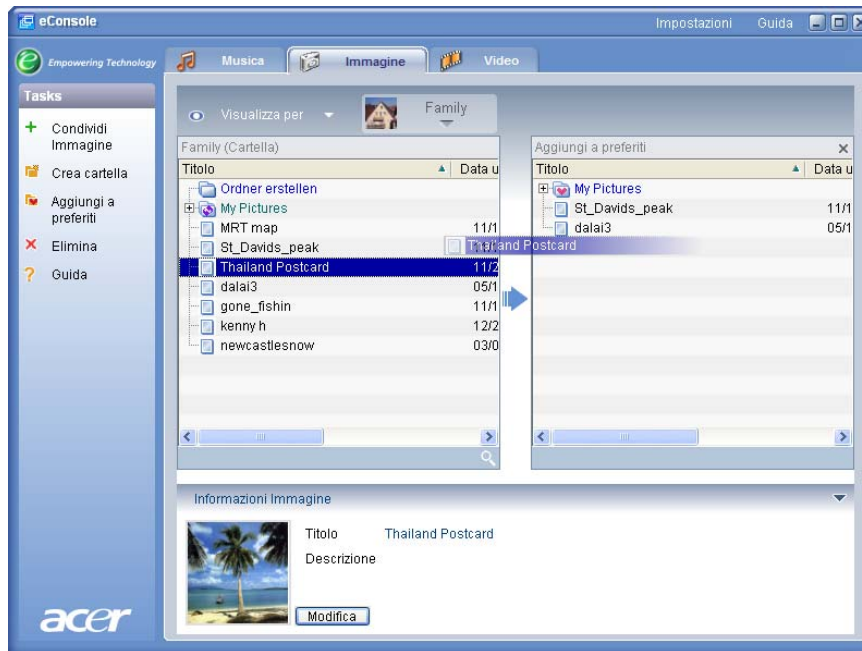 eConsole
Impostazioni Guida
Empowering Technology
Musica Immagine Video
Tasks
Condividi
Immagine
Crea cartella
Aggiungi a
preferiti
Elimina
Guida
Visualizza per
Family
Family (Cartella)
Titolo Data u
Ordner erstellen
My Pictures
MRT map 11/1
St_Davids_peak
Thailand Postcard 11/2
dalai3 05/1
gone_fishin 11/1
kenny h 12/2
newcastlesnow 03/0
Aggiungi a preferiti
Titolo Data u
My Pictures
St_Davids_peak 11/1
dalai3 05/1
Thailand Postcard
Informazioni Immagine
Titolo Thailand Postcard
Descrizione
Modifica
acer